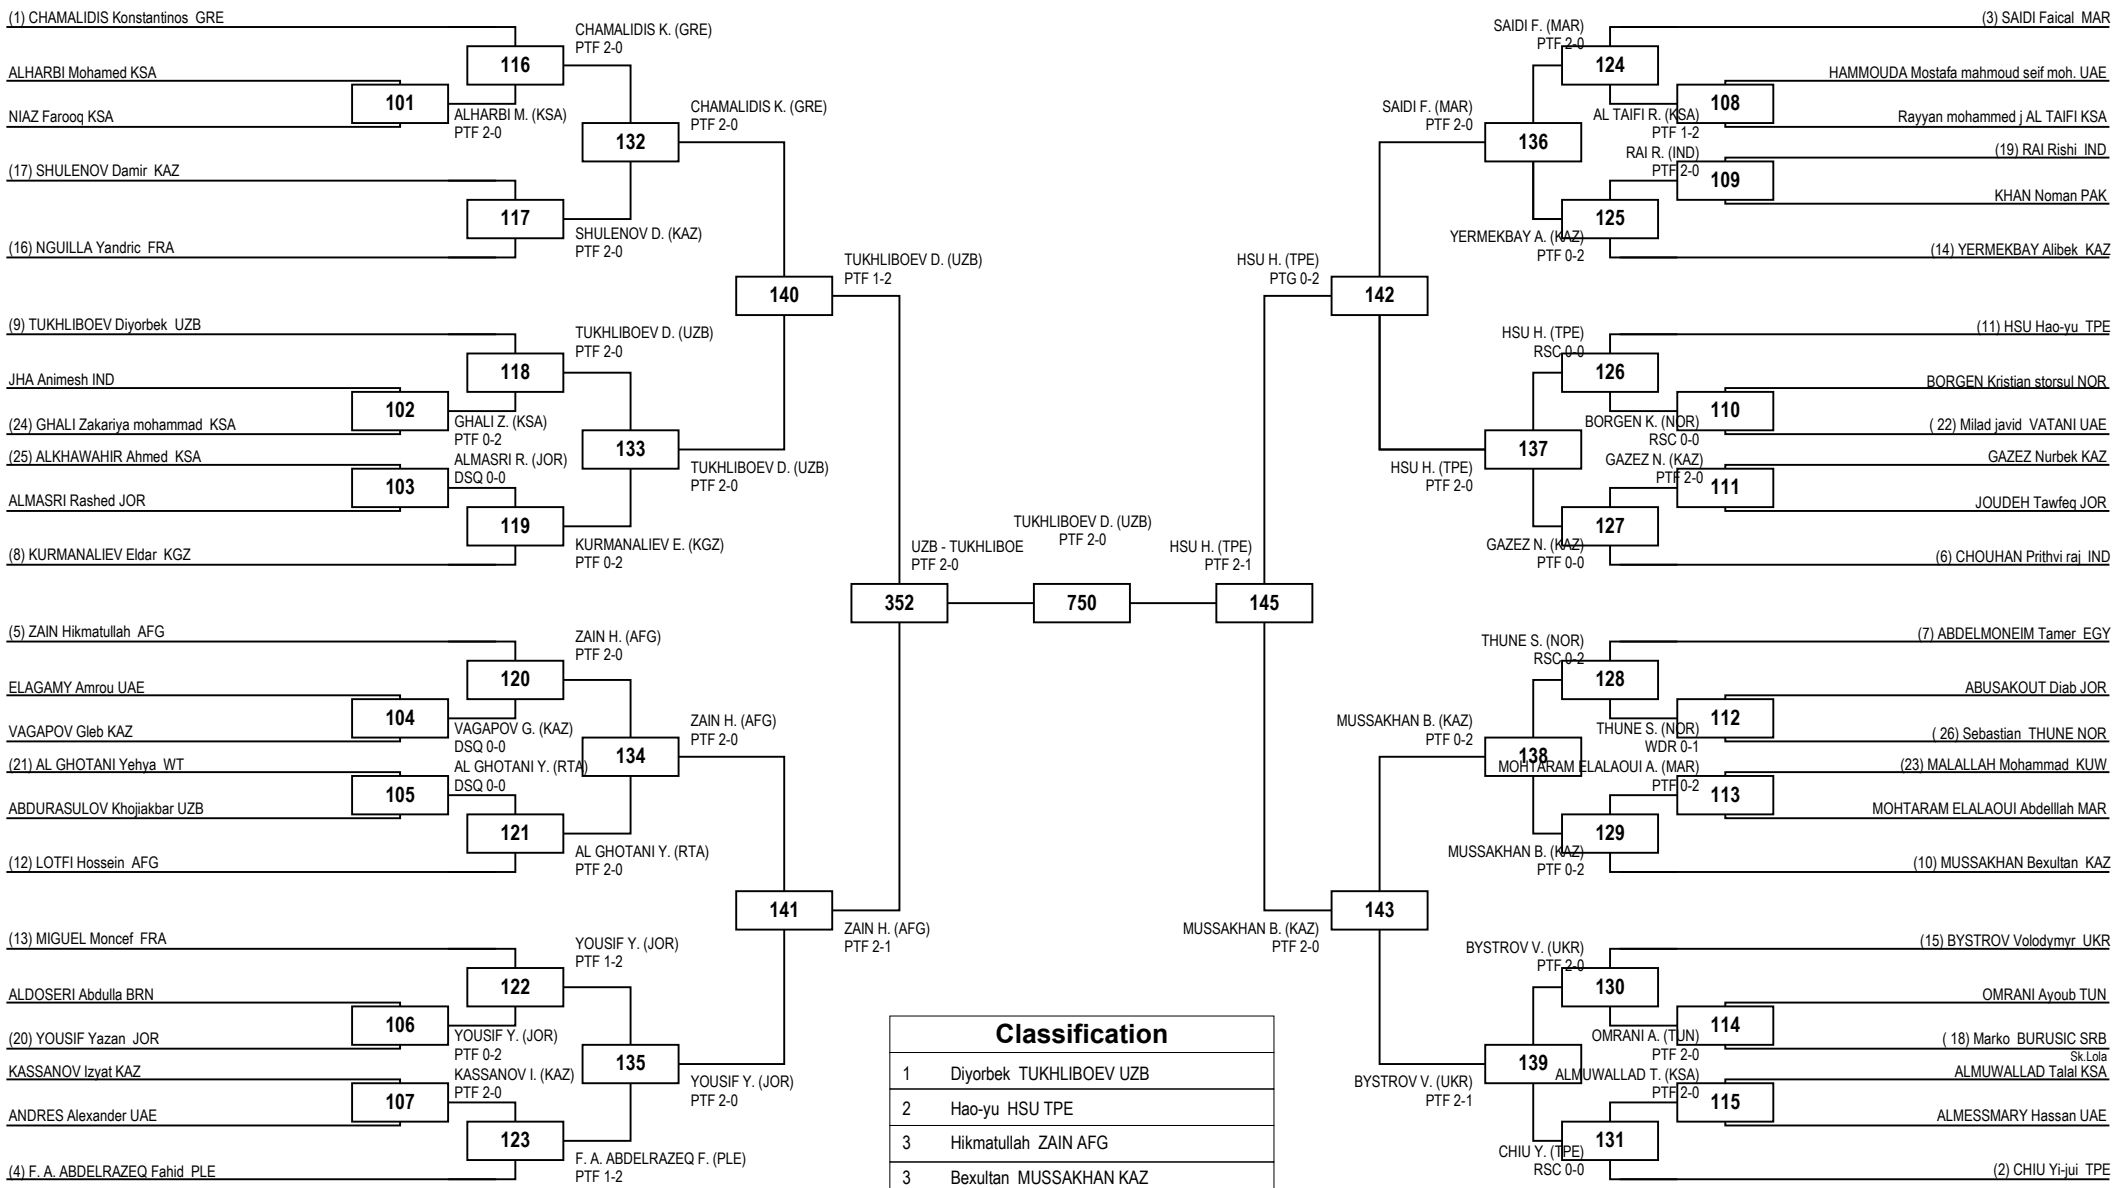 (1) CHAMALIDIS Konstantinos GRE
ALHARBI Mohamed KSA
NIAZ Farooq KSA
(17) SHULENOV Damir KAZ
(16) NGUILLA Yandric FRA
(9) TUKHLIBOEV Diyorbek UZB
JHA Animesh IND
(24) GHALI Zakariya mohammad KSA
(25) ALKHAWAHIR Ahmed KSA
ALMASRI Rashed JOR
(8) KURMANALIEV Eldar KGZ
(5) ZAIN Hikmatullah AFG
ELAGAMY Amrou UAE
VAGAPOV Gleb KAZ
(21) AL GHOTANI Yehya WT
ABDURASULOV Khojiakbar UZB
(12) LOTFI Hossein AFG
(13) MIGUEL Moncef FRA
ALDOSERI Abdulla BRN
(20) YOUSIF Yazan JOR
KASSANOV Izyat KAZ
ANDRES Alexander UAE
(4) F. A. ABDELRAZEQ Fahid PLE
101
ALHARBI M. (KSA)
PTF 2-0
102
GHALI Z. (KSA)
PTF 0-2
103
ALMASRI R. (JOR)
DSQ 0-0
104
VAGAPOV G. (KAZ)
DSQ 0-0
105
AL GHOTANI Y. (RTA)
DSQ 0-0
106
YOUSIF Y. (JOR)
PTF 0-2
107
KASSANOV I. (KAZ)
PTF 2-0
116
CHAMALIDIS K. (GRE)
PTF 2-0
117
SHULENOV D. (KAZ)
PTF 2-0
118
TUKHLIBOEV D. (UZB)
PTF 2-0
119
KURMANALIEV E. (KGZ)
PTF 0-2
120
ZAIN H. (AFG)
PTF 2-0
121
AL GHOTANI Y. (RTA)
PTF 2-0
122
YOUSIF Y. (JOR)
PTF 1-2
123
F. A. ABDELRAZEQ F. (PLE)
PTF 1-2
132
CHAMALIDIS K. (GRE)
PTF 2-0
133
TUKHLIBOEV D. (UZB)
PTF 2-0
134
ZAIN H. (AFG)
PTF 2-0
135
YOUSIF Y. (JOR)
PTF 2-0
140
TUKHLIBOEV D. (UZB)
PTF 1-2
141
ZAIN H. (AFG)
PTF 2-1
352
UZB - TUKHLIBOE
PTF 2-0
750
TUKHLIBOEV D. (UZB)
PTF 2-0
145
HSU H. (TPE)
PTF 2-1
142
HSU H. (TPE)
PTG 0-2
143
MUSSAKHAN B. (KAZ)
PTF 2-0
136
SAIDI F. (MAR)
PTF 2-0
137
HSU H. (TPE)
PTF 2-0
138
MUSSAKHAN B. (KAZ)
PTF 0-2
139
BYSTROV V. (UKR)
PTF 2-1
124
SAIDI F. (MAR)
PTF 2-0
125
YERMEKBAY A. (KAZ)
PTF 0-2
126
HSU H. (TPE)
RSC 0-0
127
GAZEZ N. (KAZ)
PTF 0-0
128
THUNE S. (NOR)
RSC 0-2
129
MUSSAKHAN B. (KAZ)
PTF 0-2
130
BYSTROV V. (UKR)
PTF 2-0
131
CHIU Y. (TPE)
RSC 0-0
108
AL TAIFI R. (KSA)
PTF 1-2
109
RAI R. (IND)
PTF 2-0
110
BORGEN K. (NOR)
RSC 0-0
111
GAZEZ N. (KAZ)
PTF 2-0
112
THUNE S. (NOR)
WDR 0-1
113
MOHTARAM ELALAOUI A. (MAR)
PTF 0-2
114
OMRANI A. (TUN)
PTF 2-0
115
ALMUWALLAD T. (KSA)
PTF 2-0
(3) SAIDI Faical MAR
HAMMOUDA Mostafa mahmoud seif moh. UAE
Rayyan mohammed j AL TAIFI KSA
(19) RAI Rishi IND
KHAN Noman PAK
(14) YERMEKBAY Alibek KAZ
(11) HSU Hao-yu TPE
BORGEN Kristian storsul NOR
( 22) Milad javid VATANI UAE
GAZEZ Nurbek KAZ
JOUDEH Tawfeq JOR
(6) CHOUHAN Prithvi raj IND
(7) ABDELMONEIM Tamer EGY
ABUSAKOUT Diab JOR
( 26) Sebastian THUNE NOR
(23) MALALLAH Mohammad KUW
MOHTARAM ELALAOUI Abdelllah MAR
(10) MUSSAKHAN Bexultan KAZ
(15) BYSTROV Volodymyr UKR
OMRANI Ayoub TUN
( 18) Marko BURUSIC SRB
Sk.Lola
ALMUWALLAD Talal KSA
ALMESSMARY Hassan UAE
(2) CHIU Yi-jui TPE
Classification
1 Diyorbek TUKHLIBOEV UZB
2 Hao-yu HSU TPE
3 Hikmatullah ZAIN AFG
3 Bexultan MUSSAKHAN KAZ